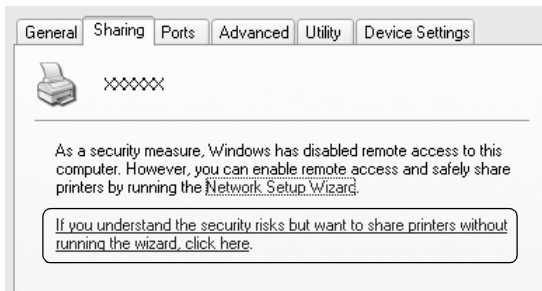 General Sharing Ports Advanced Utility Device Settings
XXXXXX
As a security measure, Windows has disabled remote access to this
computer. However, you can enable remote access and safely share
printers by running the Network Setup Wizard.
If you understand the security risks but want to share printers without
running the wizard, click here.